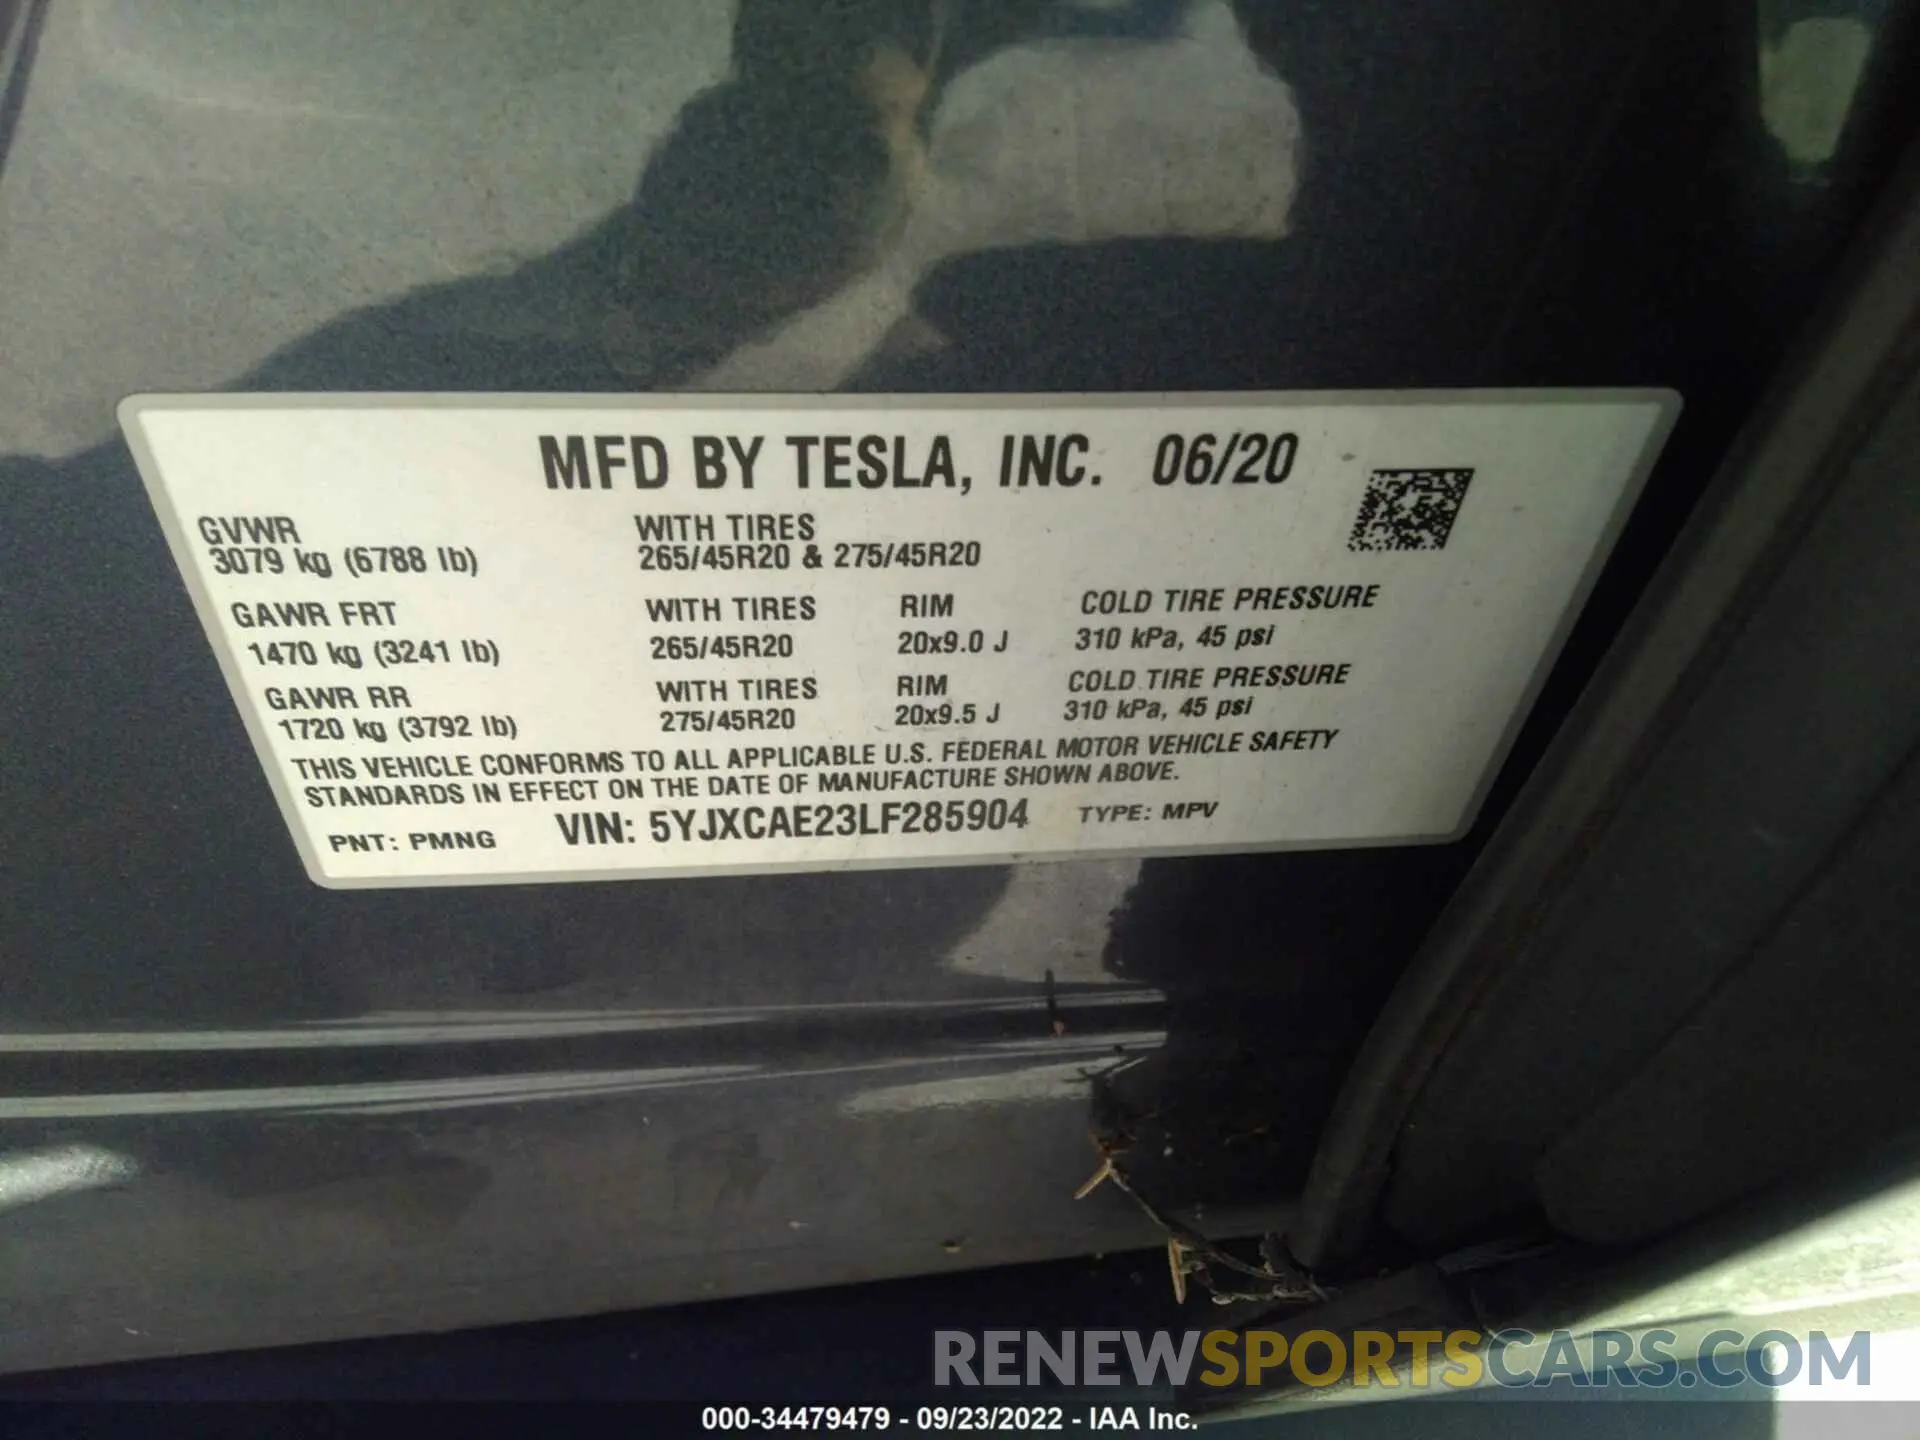 MFD BY TESLA, INC. 06/20
GVWR WITH TIRES
3079 kg (6788 lb) 265/45R20 & 275/45R20
GAWR FRT WITH TIRES RIM COLD TIRE PRESSURE
1470 kg (3241 lb) 265/45R20 20x9.0 J 310 kPa, 45 psi
GAWR RR WITH TIRES RIM COLD TIRE PRESSURE
1720 kg (3792 lb) 275/45R20 20x9.5 J 310 kPa, 45 psi
THIS VEHICLE CONFORMS TO ALL APPLICABLE U.S. FEDERAL MOTOR VEHICLE SAFETY
STANDARDS IN EFFECT ON THE DATE OF MANUFACTURE SHOWN ABOVE.
PNT: PMNG VIN: 5YJXCAE23LF285904 TYPE: MPV
RENEWSPORTSCARS.COM
000-34479479 - 09/23/2022 - IAA Inc.